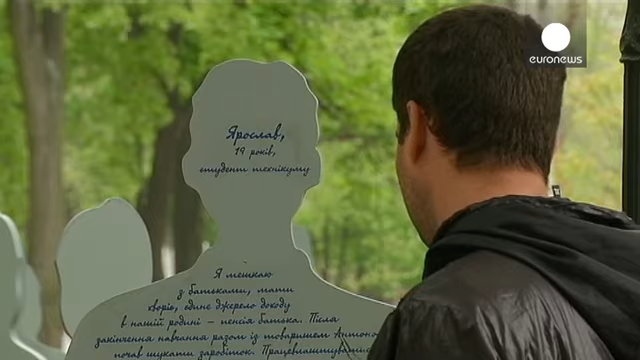 euronews
Ярослав,
19 років,
студент технікуму
Я мешкаю
з батьками, мати
хворіє, єдине джерело доходу
в нашій родині – пенсія батька. Після
закінчення навчання разом із товаришем Антоном
почав шукати заробіток.